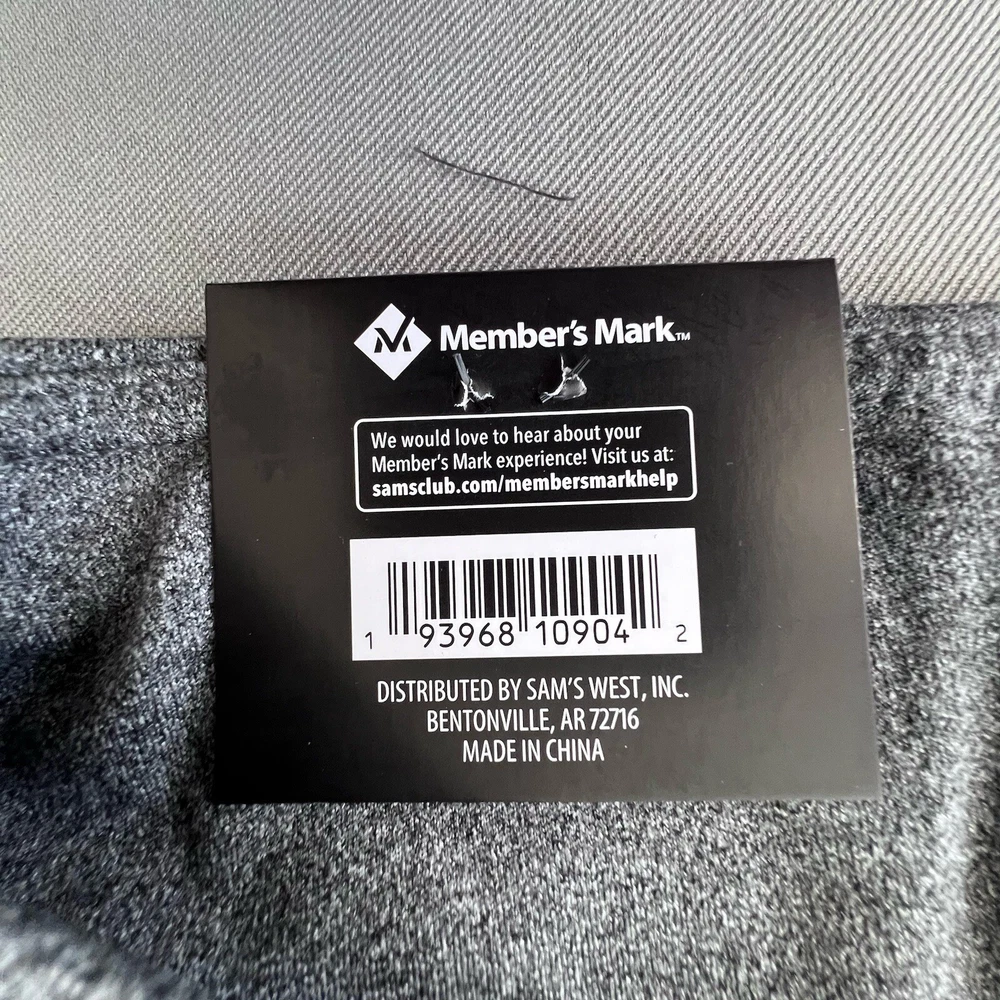 Member's Mark™
We would love to hear about your
Member's Mark experience! Visit us at:
samsclub.com/membersmarkhelp
1 93968 10904 2
DISTRIBUTED BY SAM'S WEST, INC.
BENTONVILLE, AR 72716
MADE IN CHINA